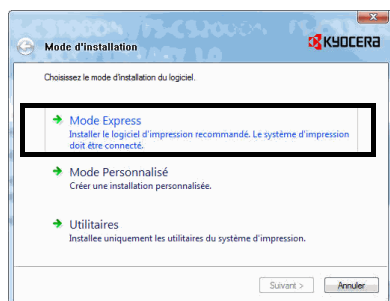 Mode d'installation
KYOCERA
Choisissez le mode d'installation du logiciel.
Mode Express
Installer le logiciel d'impression recommandé. Le système d'impression
doit être connecté.
Mode Personnalisé
Créer une installation personnalisée.
Utilitaires
Installee uniquement les utilitaires du système d'impression.
Suivant >
Annuler